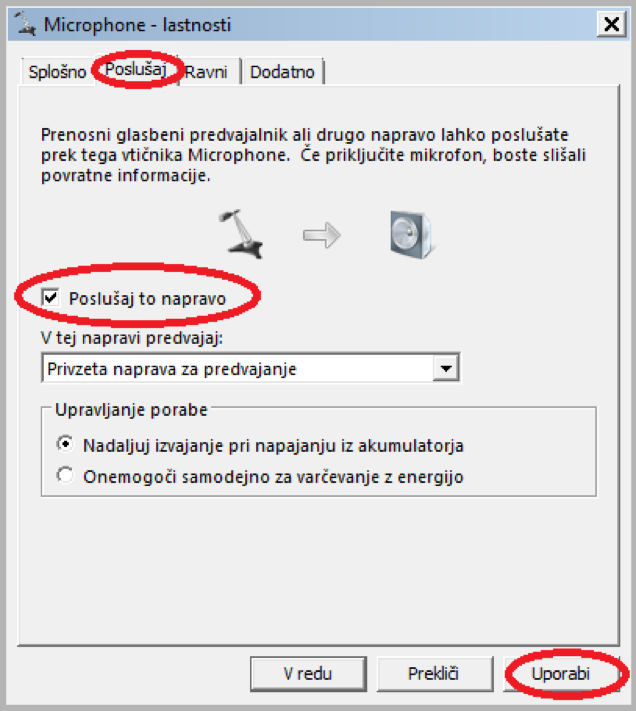 Microphone - lastnosti
Splošno Poslušaj Ravni Dodatno
Prenosni glasbeni predvajalnik ali drugo napravo lahko poslušate
prek tega vtičnika Microphone. Če priključite mikrofon, boste slišali
povratne informacije.
Poslušaj to napravo
V tej napravi predvajaj:
Privzeta naprava za predvajanje
Upravljanje porabe
Nadaljuj izvajanje pri napajanju iz akumulatorja
Onemogoči samodejno za varčevanje z energijo
V redu Prekliči Uporabi